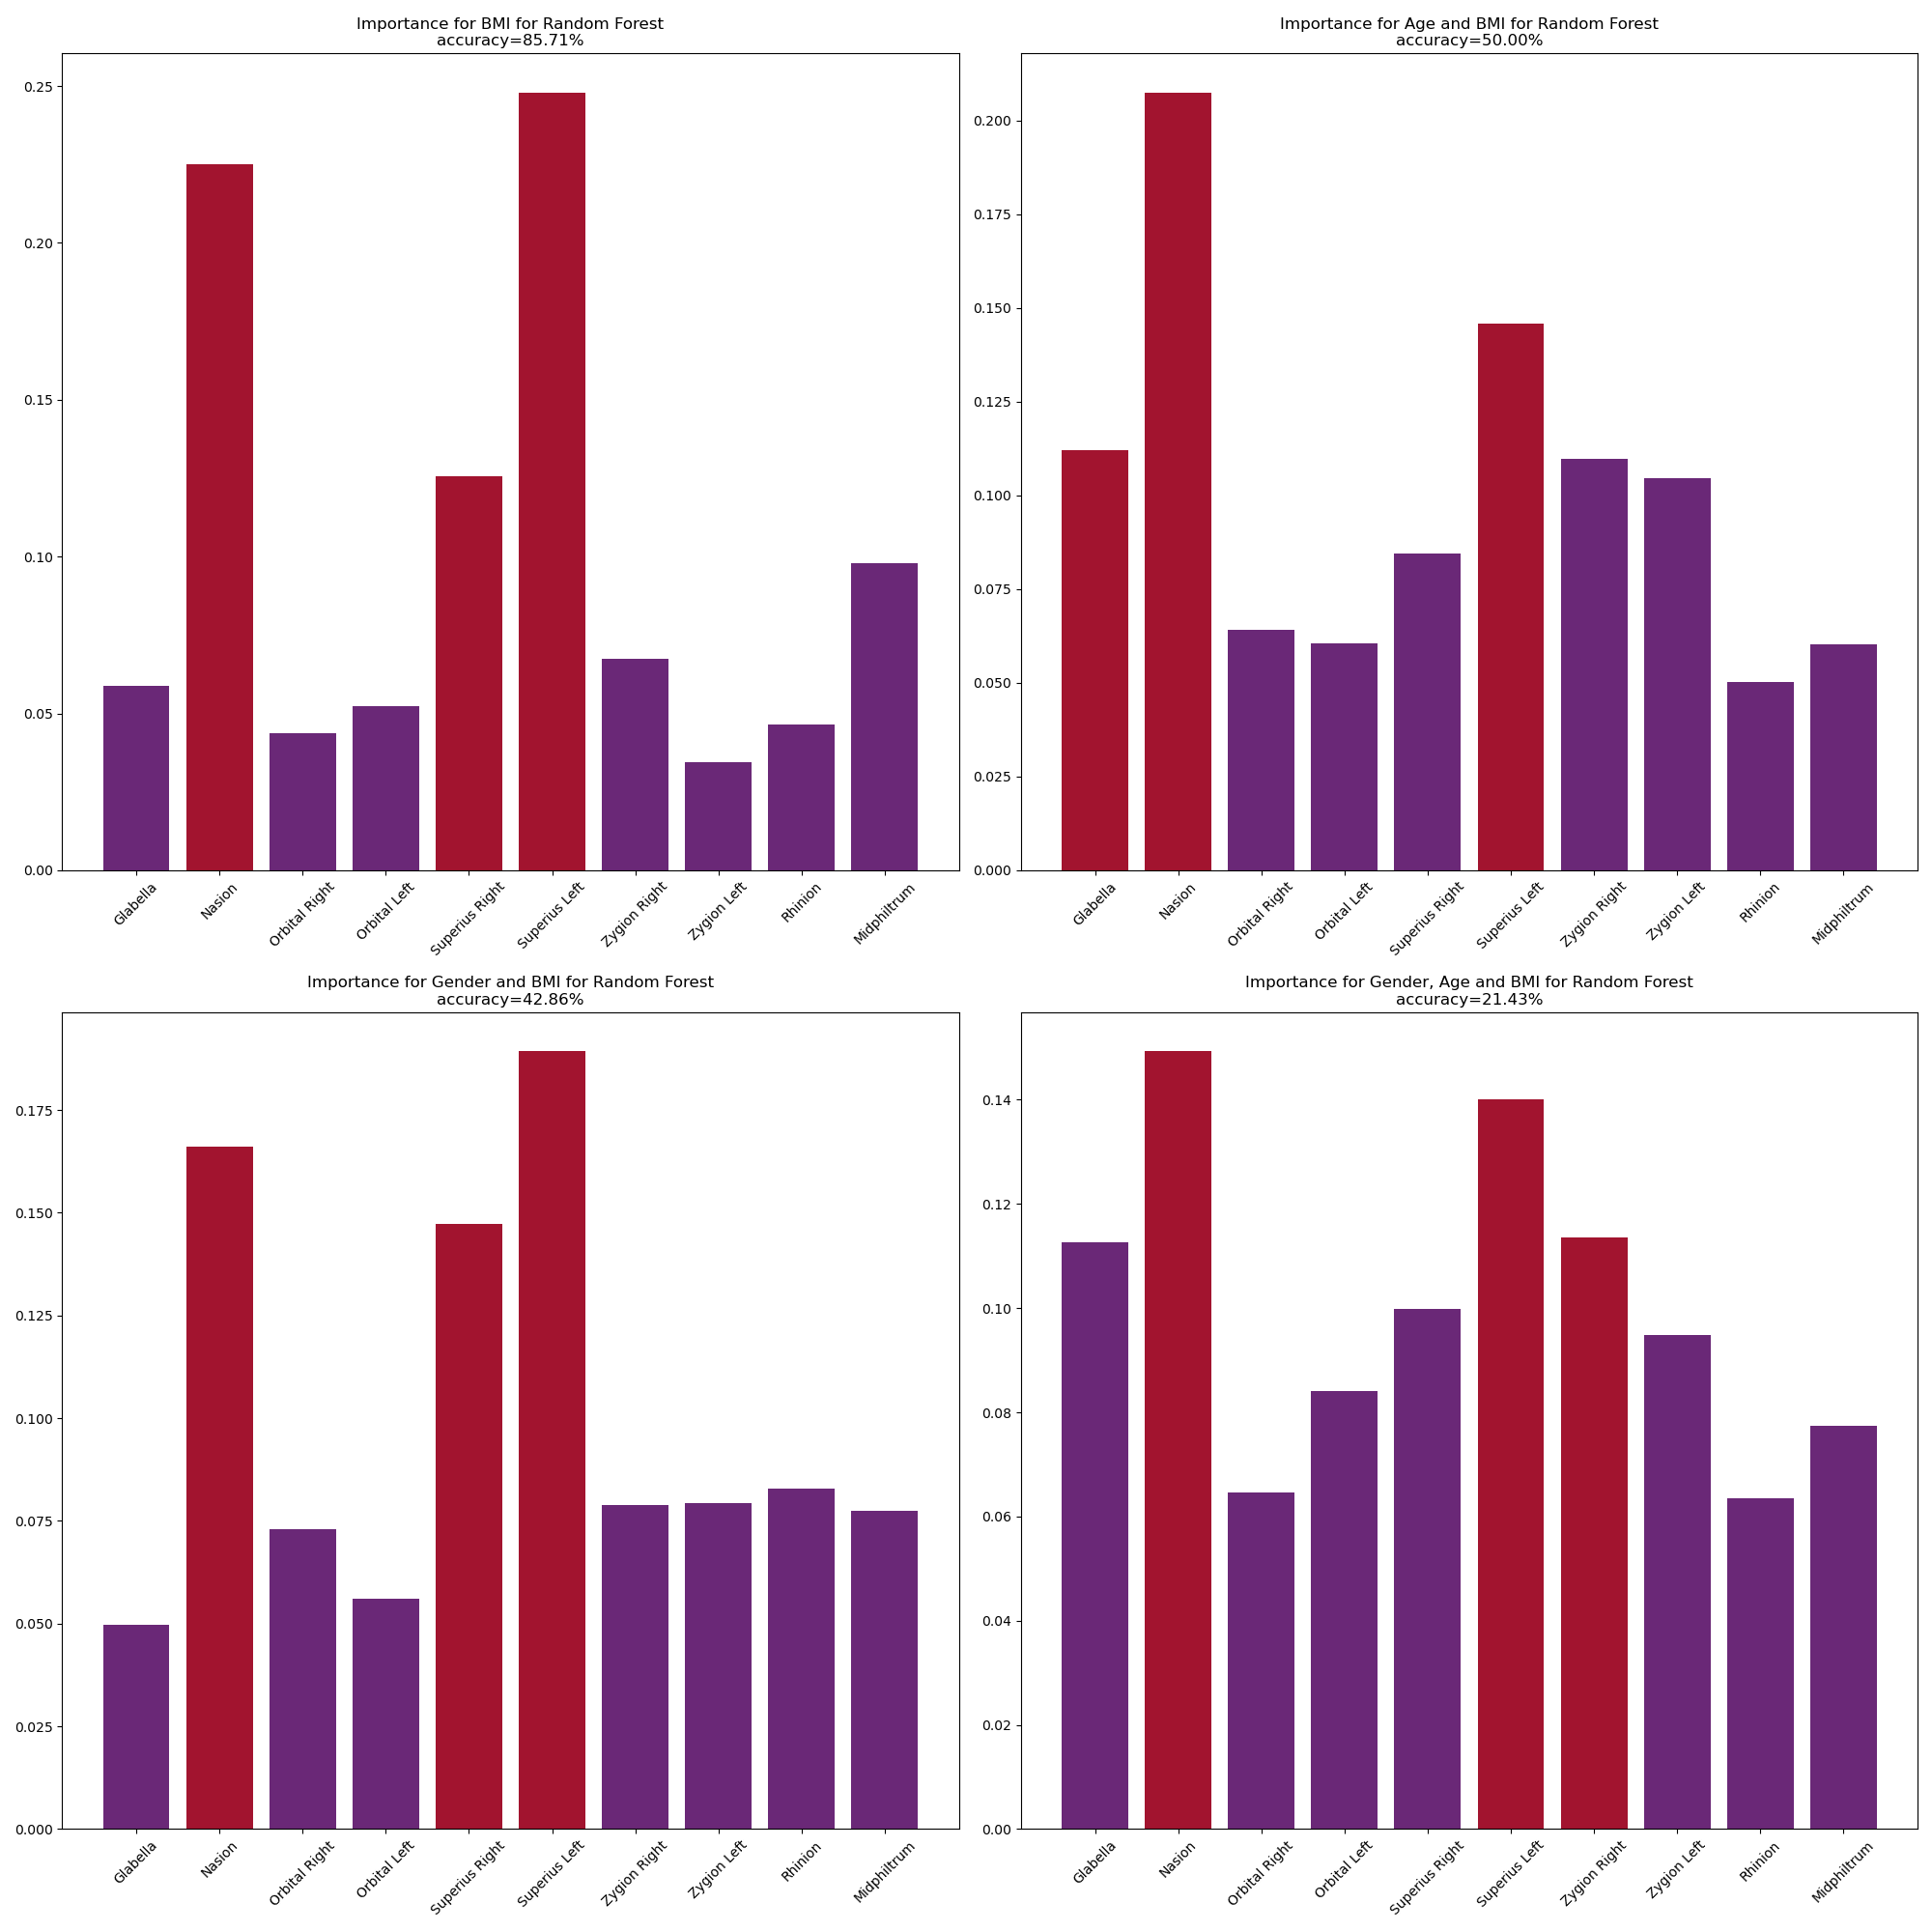 Importance for BMI for Random Forest
accuracy=85.71%
0.25
0.20
0.15
0.10
0.05
0.00
Glabella
Nasion
Orbital Right
Orbital Left
Superius Right
Superius Left
Zygion Right
Zygion Left
Rhinion
Midphiltrum
Importance for Age and BMI for Random Forest
accuracy=50.00%
0.200
0.175
0.150
0.125
0.100
0.075
0.050
0.025
0.000
Glabella
Nasion
Orbital Right
Orbital Left
Superius Right
Superius Left
Zygion Right
Zygion Left
Rhinion
Midphiltrum
Importance for Gender and BMI for Random Forest
accuracy=42.86%
0.175
0.150
0.125
0.100
0.075
0.050
0.025
0.000
Glabella
Nasion
Orbital Right
Orbital Left
Superius Right
Superius Left
Zygion Right
Zygion Left
Rhinion
Midphiltrum
Importance for Gender, Age and BMI for Random Forest
accuracy=21.43%
0.14
0.12
0.10
0.08
0.06
0.04
0.02
0.00
Glabella
Nasion
Orbital Right
Orbital Left
Superius Right
Superius Left
Zygion Right
Zygion Left
Rhinion
Midphiltrum